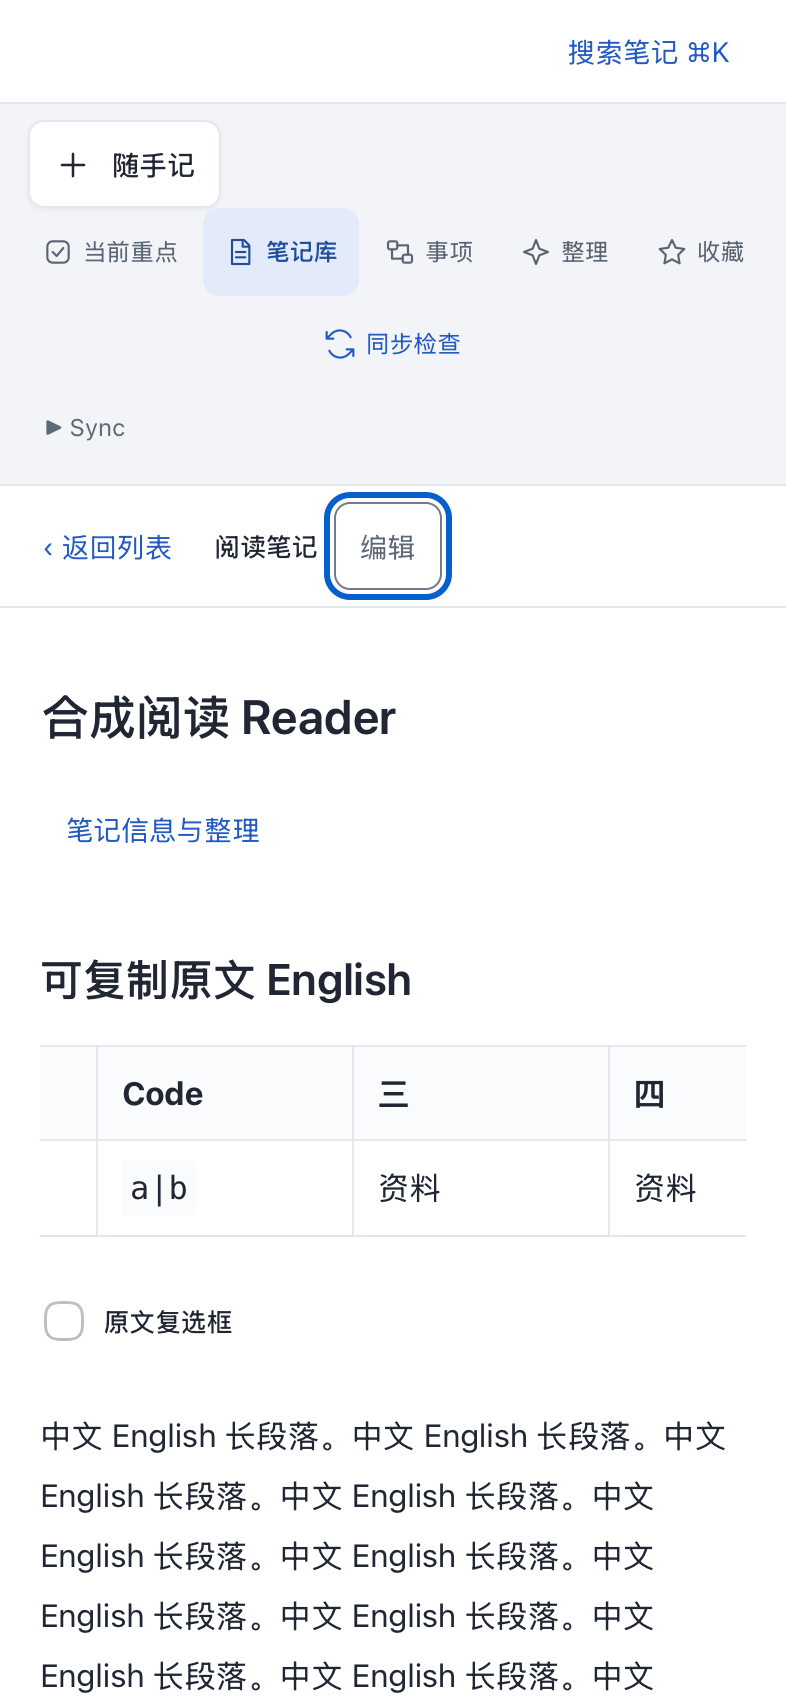 搜索笔记 ⌘K
随手记
当前重点 笔记库 事项 整理 收藏
同步检查
▶ Sync
‹ 返回列表 阅读笔记 编辑
合成阅读 Reader
笔记信息与整理
可复制原文 English
Code 三 四
a|b 资料 资料
原文复选框
中文 English 长段落。中文 English 长段落。中文
English 长段落。中文 English 长段落。中文
English 长段落。中文 English 长段落。中文
English 长段落。中文 English 长段落。中文
English 长段落。中文 English 长段落。中文